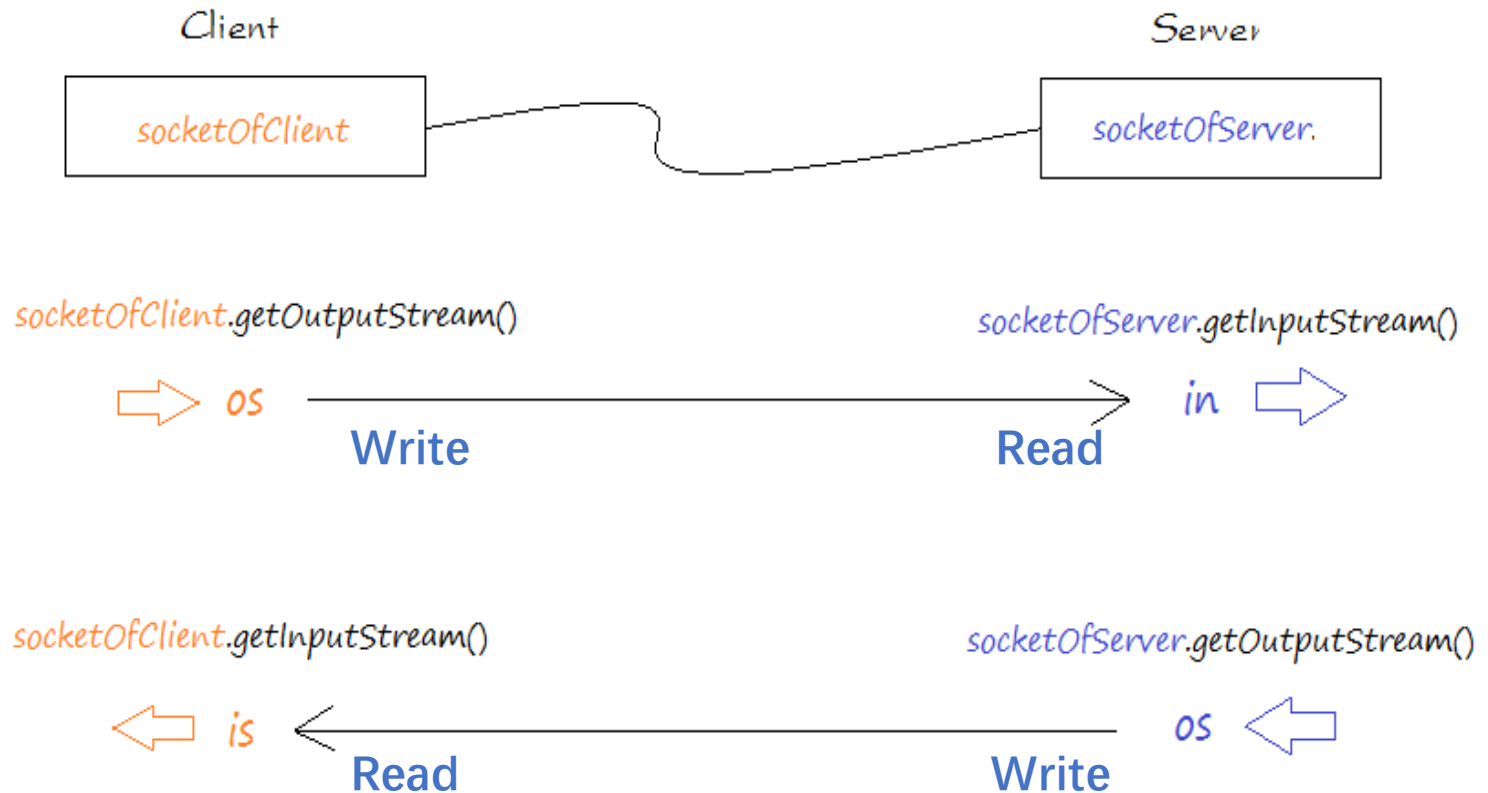 Client
Server
socketOfClient
socketOfServer.
socketOfClient.getOutputStream()
socketOfServer.getInputStream()
os
in
Write
Read
socketOfClient.getInputStream()
socketOfServer.getOutputStream()
is
os
Read
Write